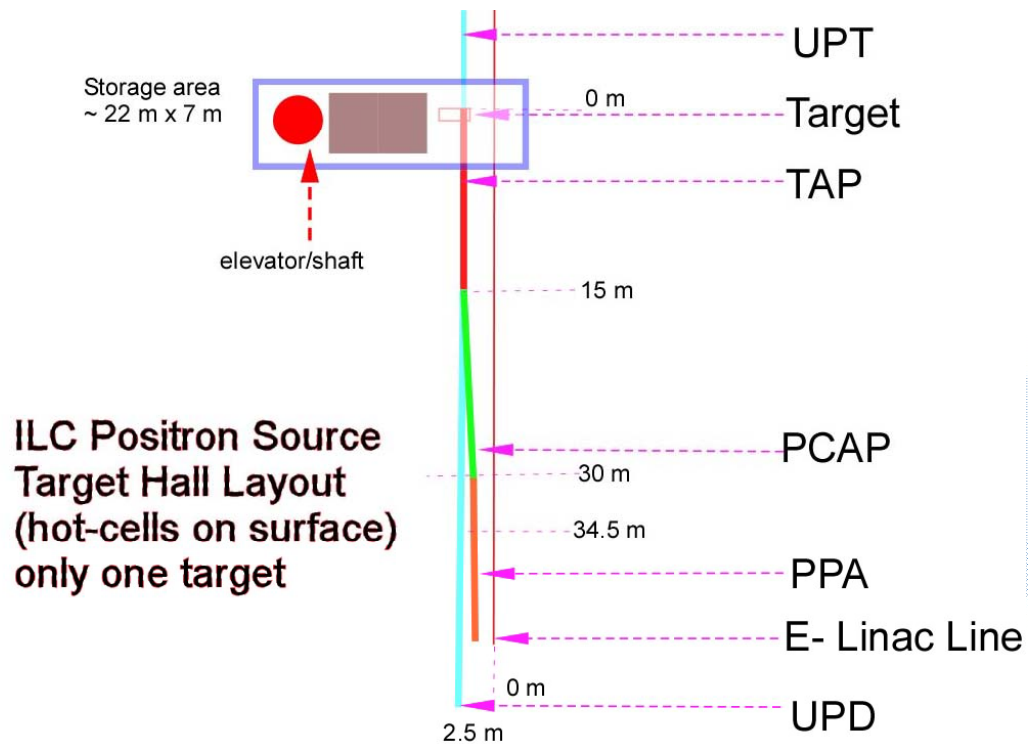 UPT
Storage area
~ 22 m x 7 m
0 m
Target
TAP
elevator/shaft
15 m
ILC Positron Source
Target Hall Layout
(hot-cells on surface)
only one target
PCAP
30 m
34.5 m
PPA
E- Linac Line
0 m
UPD
2.5 m